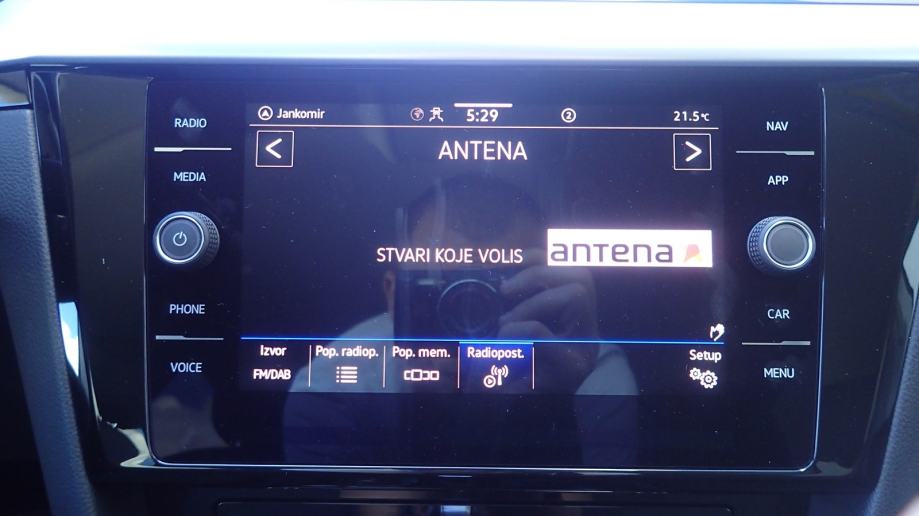 RADIO
MEDIA
PHONE
VOICE
Jankomir
5:29
2
21.5°C
ANTENA
STVARI KOJE VOLIS
antena
Izvor
FM/DAB
Pop. radiop.
Pop. mem.
Radiopost.
Setup
NAV
APP
CAR
MENU